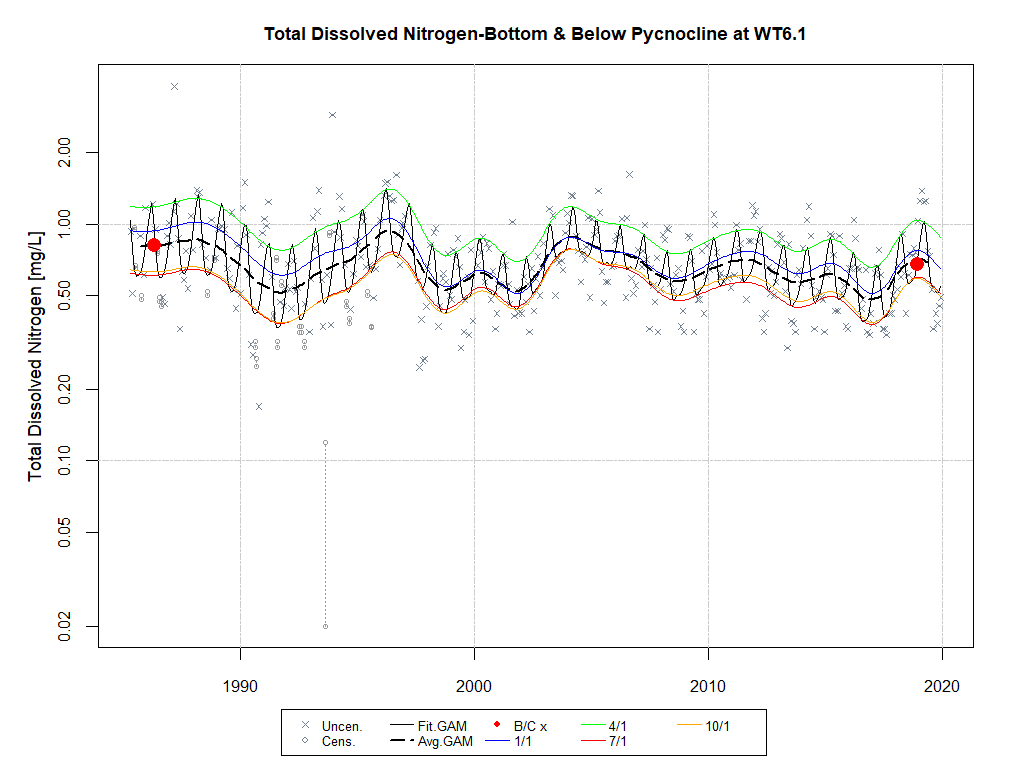 Total Dissolved Nitrogen-Bottom & Below Pycnocline at WT6.1
Total Dissolved Nitrogen [mg/L]
2.00
1.00
0.50
0.20
0.10
0.05
0.02
1990 2000 2010 2020
Uncen. Fit.GAM B/C x 4/1 10/1
Cens. Avg.GAM 1/1 7/1